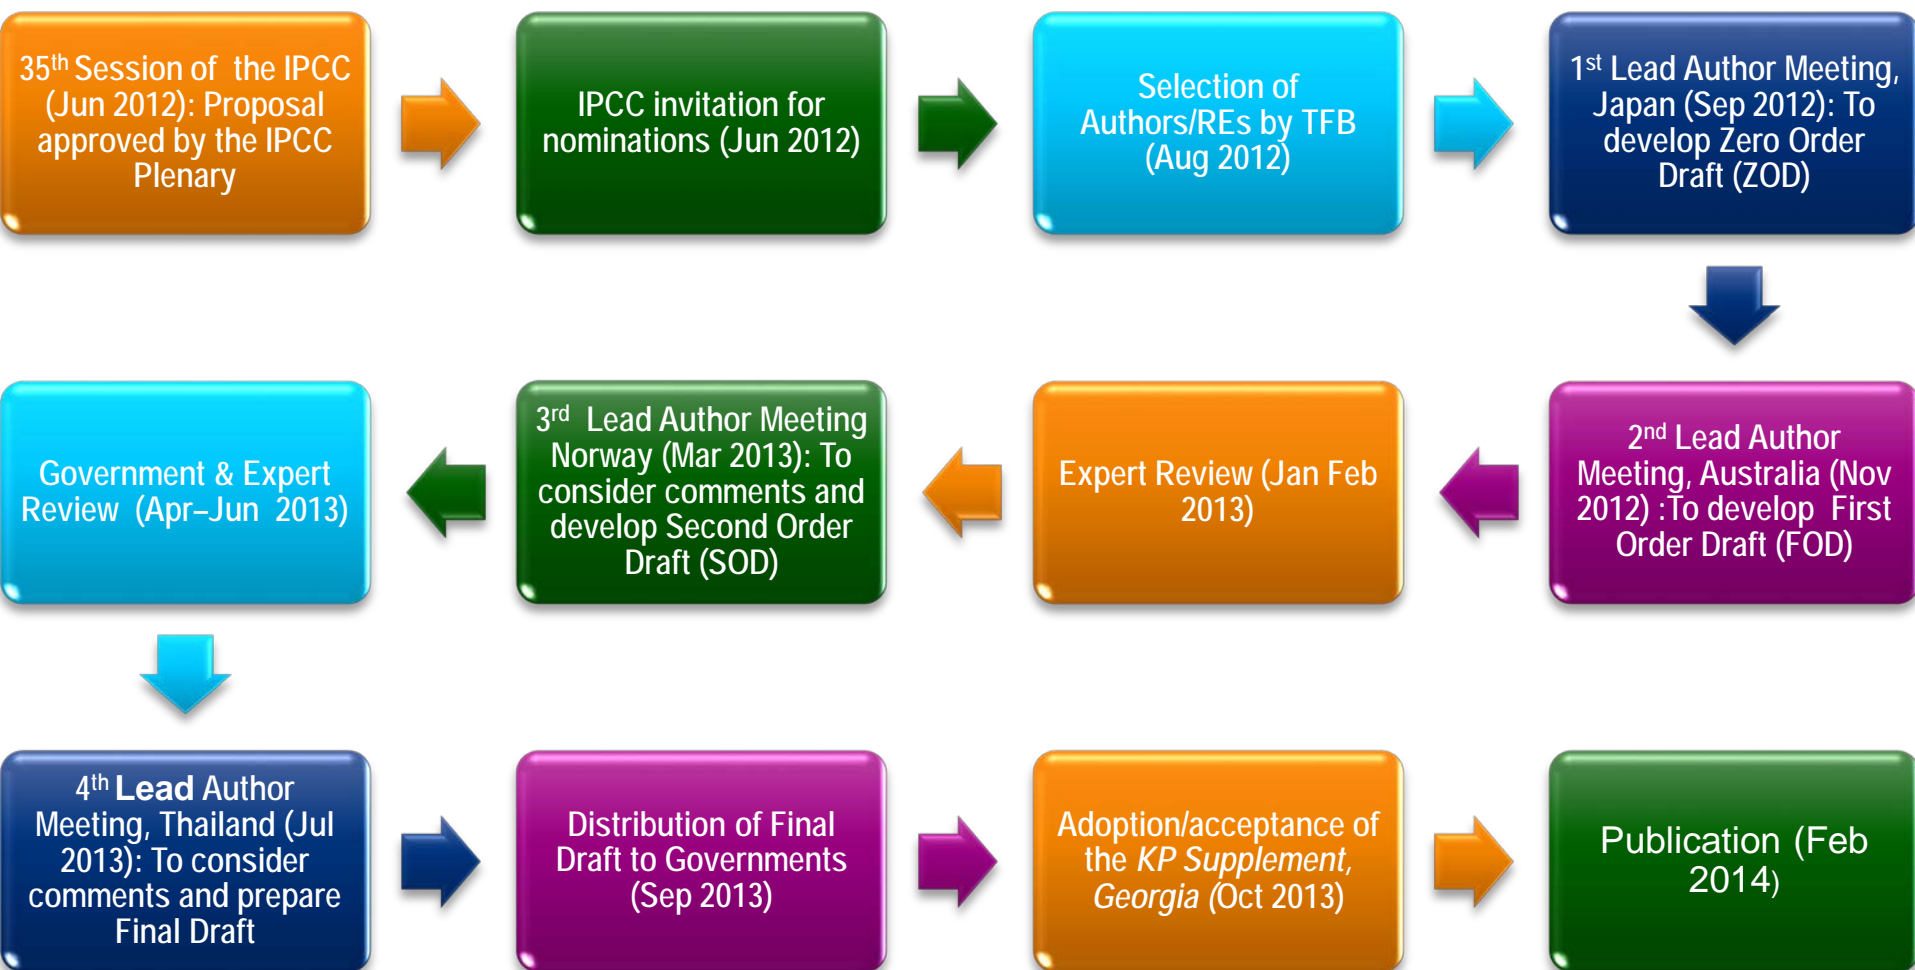 35th Session of the IPCC
(Jun 2012): Proposal
approved by the IPCC
Plenary
IPCC invitation for
nominations (Jun 2012)
Selection of
Authors/REs by TFB
(Aug 2012)
1st Lead Author Meeting,
Japan (Sep 2012): To
develop Zero Order
Draft (ZOD)
2nd Lead Author
Meeting, Australia (Nov
2012) :To develop First
Order Draft (FOD)
Expert Review (Jan Feb
2013)
3rd Lead Author Meeting
Norway (Mar 2013): To
consider comments and
develop Second Order
Draft (SOD)
Government & Expert
Review (Apr–Jun 2013)
4th Lead Author
Meeting, Thailand (Jul
2013): To consider
comments and prepare
Final Draft
Distribution of Final
Draft to Governments
(Sep 2013)
Adoption/acceptance of
the KP Supplement,
Georgia (Oct 2013)
Publication (Feb
2014)